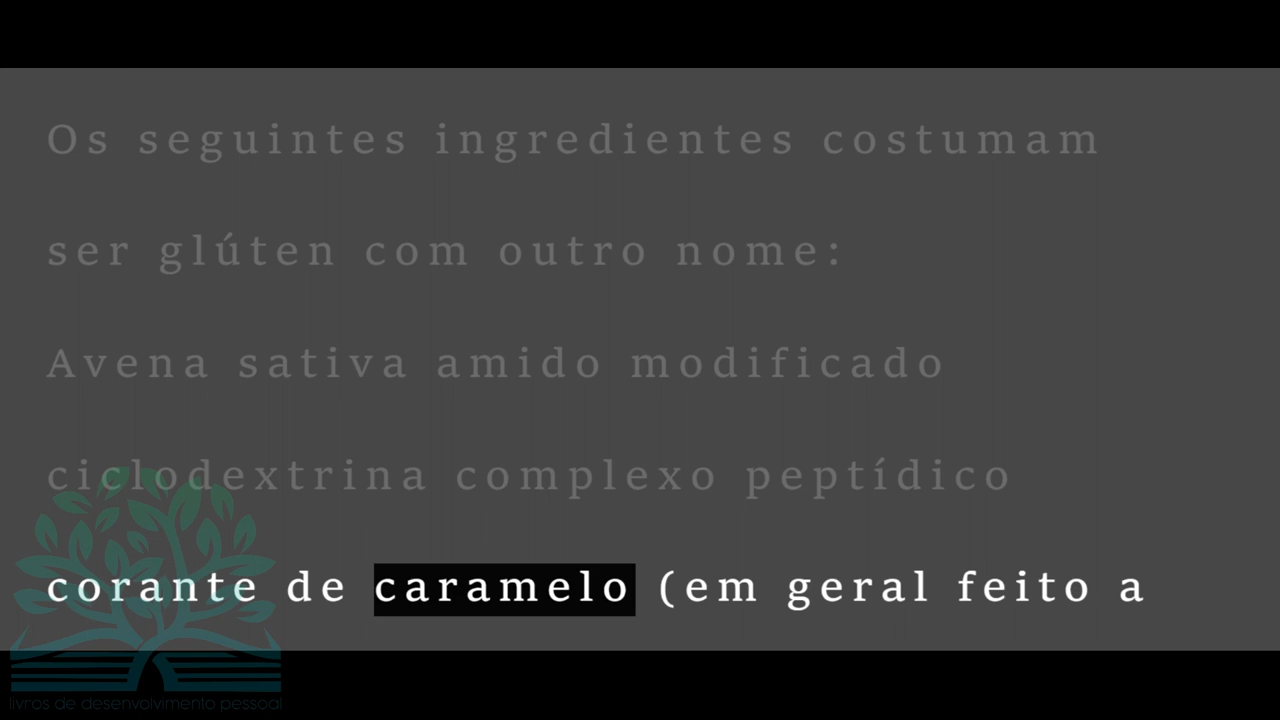 Os seguintes ingredientes costumam
ser glúten com outro nome:
Avena sativa amido modificado
ciclodextrina complexo peptídico
corante de caramelo (em geral feito a
livros de desenvolvimento pessoal